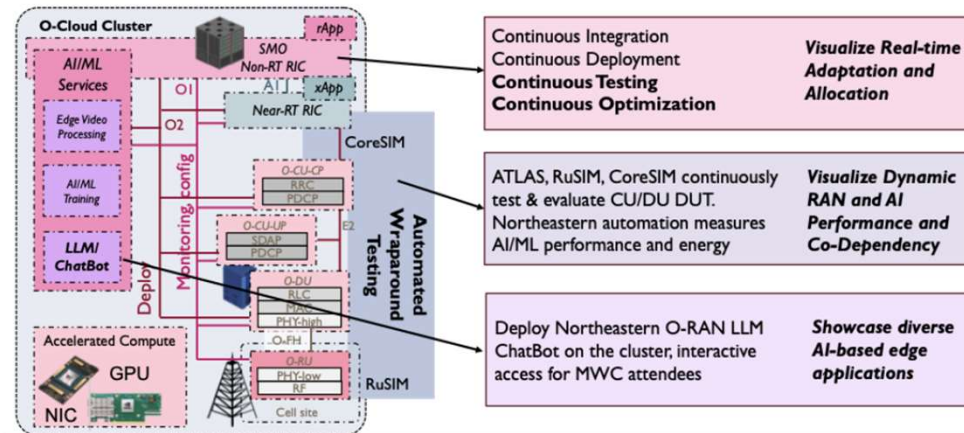 O-Cloud Cluster
rApp
SMO
Non-RT RIC
AI/ML
Services
Edge Video
Processing
AI/ML
Training
LLM/
ChatBot
O1
A1
O2
xApp
Near-RT RIC
CoreSIM
Monitoring, config
Deploy
O-CU-CP
RRC
PDCP
E2
O-CU-UP
SDAP
PDCP
O-DU
RLC
MAC
PHY-high
O-FH
O-RU
PHY-low
RF
Cell site
RuSIM
Automated
Wraparound
Testing
Accelerated Compute
GPU
NIC
Continuous Integration
Continuous Deployment
Continuous Testing
Continuous Optimization
Visualize Real-time
Adaptation and
Allocation
ATLAS, RuSIM, CoreSIM continuously
test & evaluate CU/DU DUT.
Northeastern automation measures
AI/ML performance and energy
Visualize Dynamic
RAN and AI
Performance and
Co-Dependency
Deploy Northeastern O-RAN LLM
ChatBot on the cluster, interactive
access for MWC attendees
Showcase diverse
AI-based edge
applications